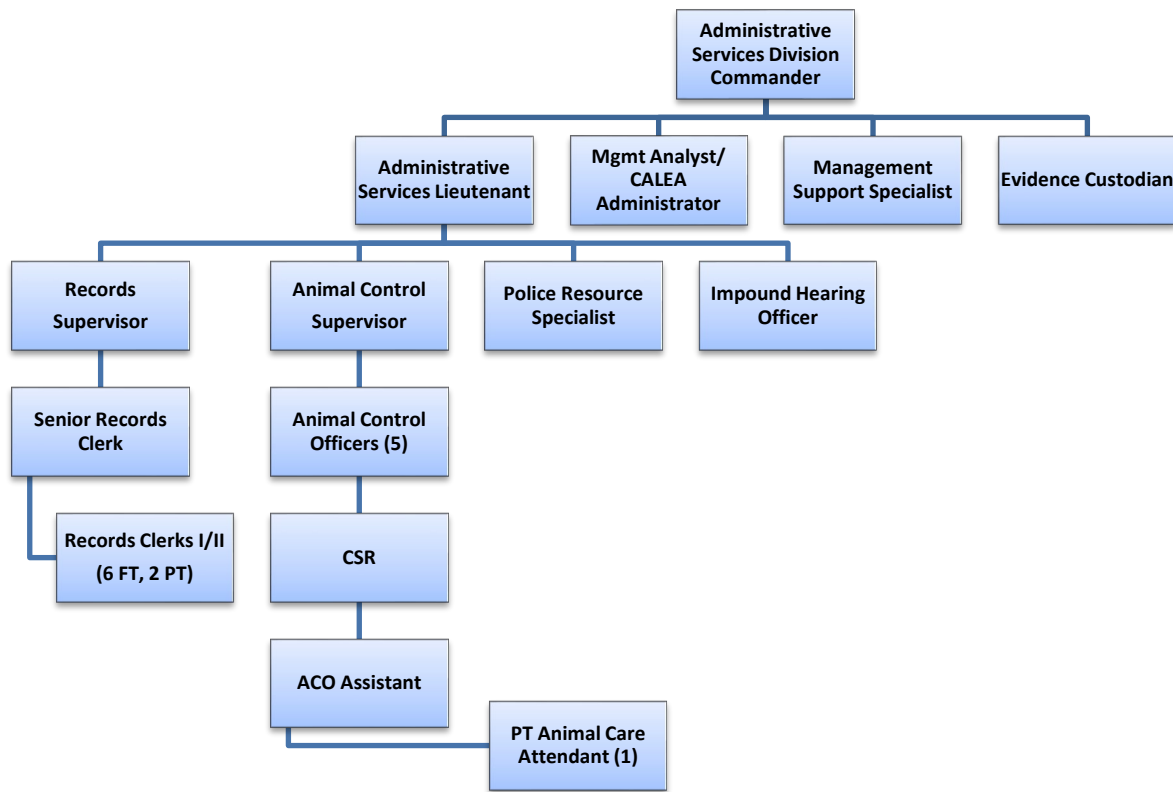 Administrative
Services Division
Commander
Administrative
Services Lieutenant
Mgmt Analyst/
CALEA
Administrator
Management
Support Specialist
Evidence Custodian
Records
Supervisor
Animal Control
Supervisor
Police Resource
Specialist
Impound Hearing
Officer
Senior Records
Clerk
Animal Control
Officers (5)
Records Clerks I/II
(6 FT, 2 PT)
CSR
ACO Assistant
PT Animal Care
Attendant (1)